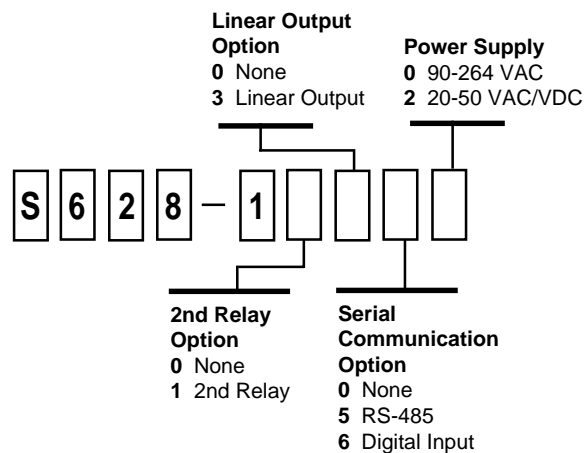 Linear Output
Option
0 None
3 Linear Output
Power Supply
0 90-264 VAC
2 20-50 VAC/VDC
S 6 2 8 – 1
2nd Relay
Option
0 None
1 2nd Relay
Serial
Communication
Option
0 None
5 RS-485
6 Digital Input